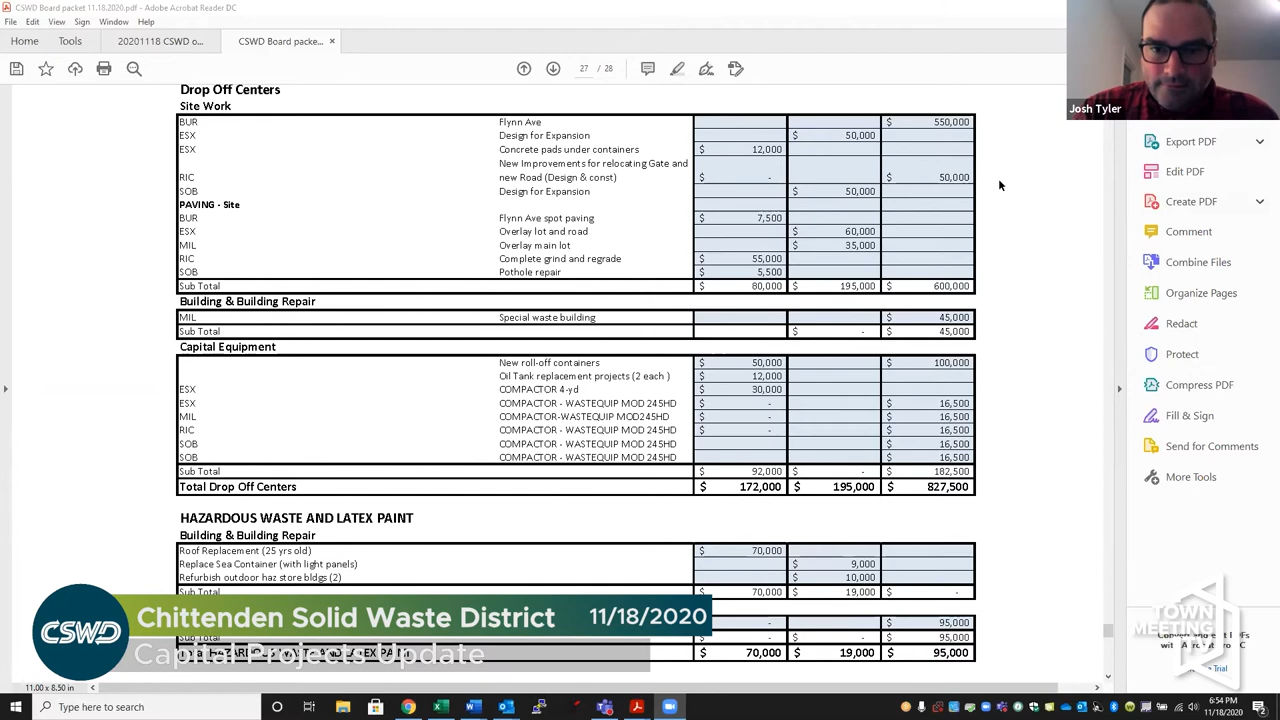 CSWD Board packet 11.18.2020.pdf - Adobe Acrobat Reader DC
File Edit View Sign Window Help
Home Tools 20201118 CSWD o... CSWD Board packe... ×
27 / 28
Josh Tyler
Drop Off Centers
Site Work
BUR Flynn Ave $ 550,000
ESX Design for Expansion $ 50,000
ESX Concrete pads under containers $ 12,000
New Improvements for relocating Gate and
RIC new Road (Design & const) $ - $ 50,000
SOB Design for Expansion $ 50,000
PAVING - Site
BUR Flynn Ave spot paving $ 7,500
ESX Overlay lot and road $ 60,000
MIL Overlay main lot $ 35,000
RIC Complete grind and regrade $ 55,000
SOB Pothole repair $ 5,500
Sub Total $ 80,000 $ 195,000 $ 600,000
Building & Building Repair
MIL Special waste building $ 45,000
Sub Total $ - $ 45,000
Capital Equipment
New roll-off containers $ 50,000 $ 100,000
Oil Tank replacement projects (2 each ) $ 12,000
ESX COMPACTOR 4-yd $ 30,000
ESX COMPACTOR - WASTEQUIP MOD 245HD $ - $ 16,500
MIL COMPACTOR-WASTEQUIP MOD245HD $ - $ 16,500
RIC COMPACTOR - WASTEQUIP MOD 245HD $ - $ 16,500
SOB COMPACTOR - WASTEQUIP MOD 245HD $ 16,500
SOB COMPACTOR - WASTEQUIP MOD 245HD $ 16,500
Sub Total $ 92,000 $ - $ 182,500
Total Drop Off Centers $ 172,000 $ 195,000 $ 827,500
HAZARDOUS WASTE AND LATEX PAINT
Building & Building Repair
Roof Replacement (25 yrs old) $ 70,000
Replace Sea Container (with light panels) $ 9,000
Refurbish outdoor haz store bldgs (2) $ 10,000
Sub Total 70,000 $ 19,000 $ -
- $ 95,000
Sub Total - $ - $ 95,000
Total HAZARDOUS WASTE AND LATEX PAINT $ 70,000 $ 19,000 $ 95,000
Export PDF
Edit PDF
Create PDF
Comment
Combine Files
Organize Pages
Redact
Protect
Compress PDF
Fill & Sign
Send for Comments
More Tools
CSWD
Chittenden Solid Waste District 11/18/2020
Capital Projects Update
TOWN
MEETING
Trial
11.00 x 8.50 in
Type here to search
6:54 PM
11/18/2020